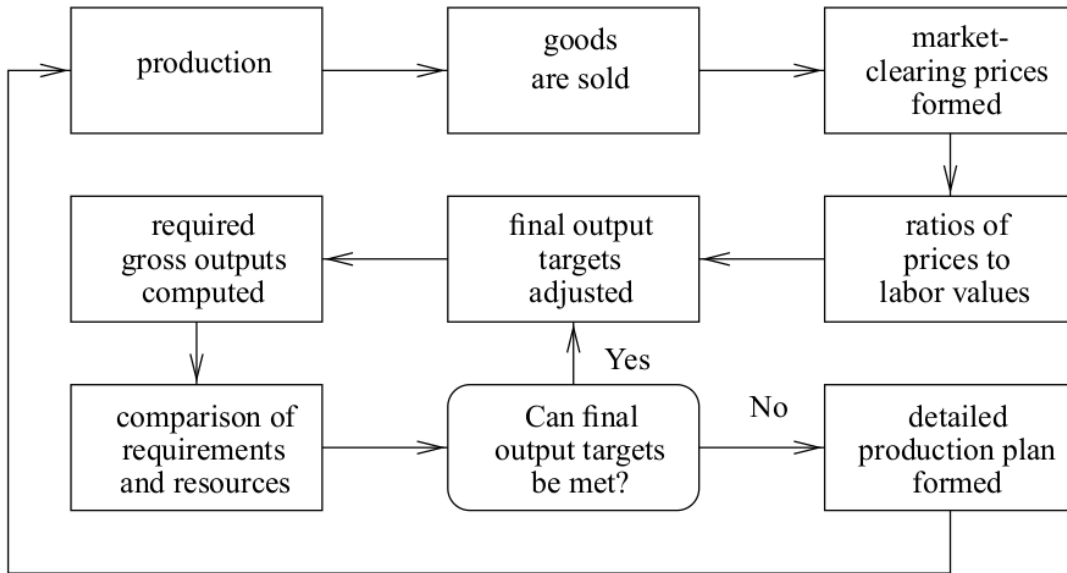 production
goods
are sold
market-
clearing prices
formed
required
gross outputs
computed
final output
targets
adjusted
ratios of
prices to
labor values
Yes
comparison of
requirements
and resources
Can final
output targets
be met?
No
detailed
production plan
formed